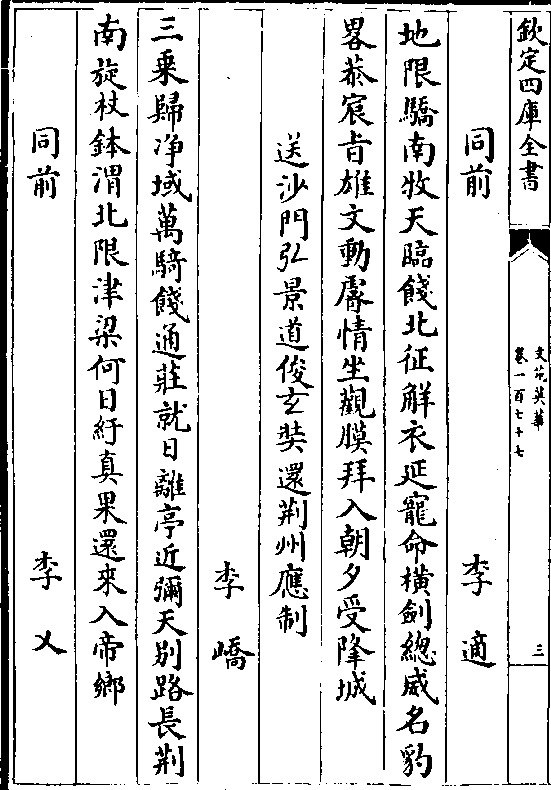 欽定四庫全書
文苑英華
卷一百七十七
三
同前
李適
地限驕南牧天臨餞北征解衣延寵命橫劍總威名豹
畧恭宸旨雄文動睿情坐觀膜拜入朝夕受降城
送沙門弘景道俊玄奘還荆州應制
李嶠
三乗歸净域萬騎餞通莊就日離亭近彌天别路長荆
南旋杖鉢渭北限津梁何日紆真果還來入帝鄉
同前
李乂